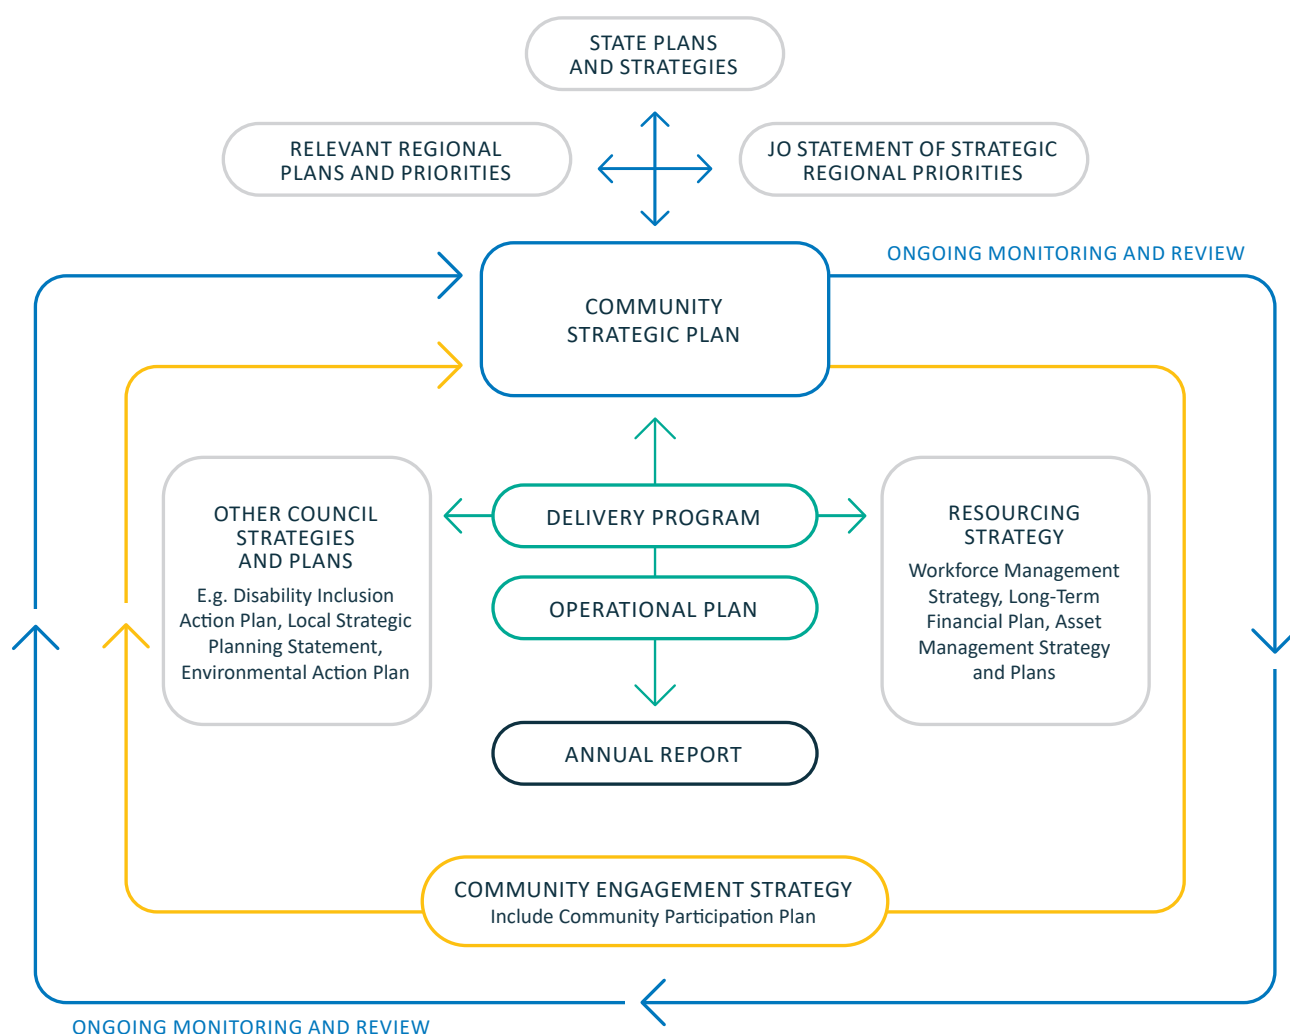 STATE PLANS
AND STRATEGIES
RELEVANT REGIONAL
PLANS AND PRIORITIES
JO STATEMENT OF STRATEGIC
REGIONAL PRIORITIES
ONGOING MONITORING AND REVIEW
COMMUNITY
STRATEGIC PLAN
OTHER COUNCIL
STRATEGIES
AND PLANS
E.g. Disability Inclusion
Action Plan, Local Strategic
Planning Statement,
Environmental Action Plan
DELIVERY PROGRAM
OPERATIONAL PLAN
ANNUAL REPORT
RESOURCING
STRATEGY
Workforce Management
Strategy, Long-Term
Financial Plan, Asset
Management Strategy
and Plans
COMMUNITY ENGAGEMENT STRATEGY
Include Community Participation Plan
ONGOING MONITORING AND REVIEW